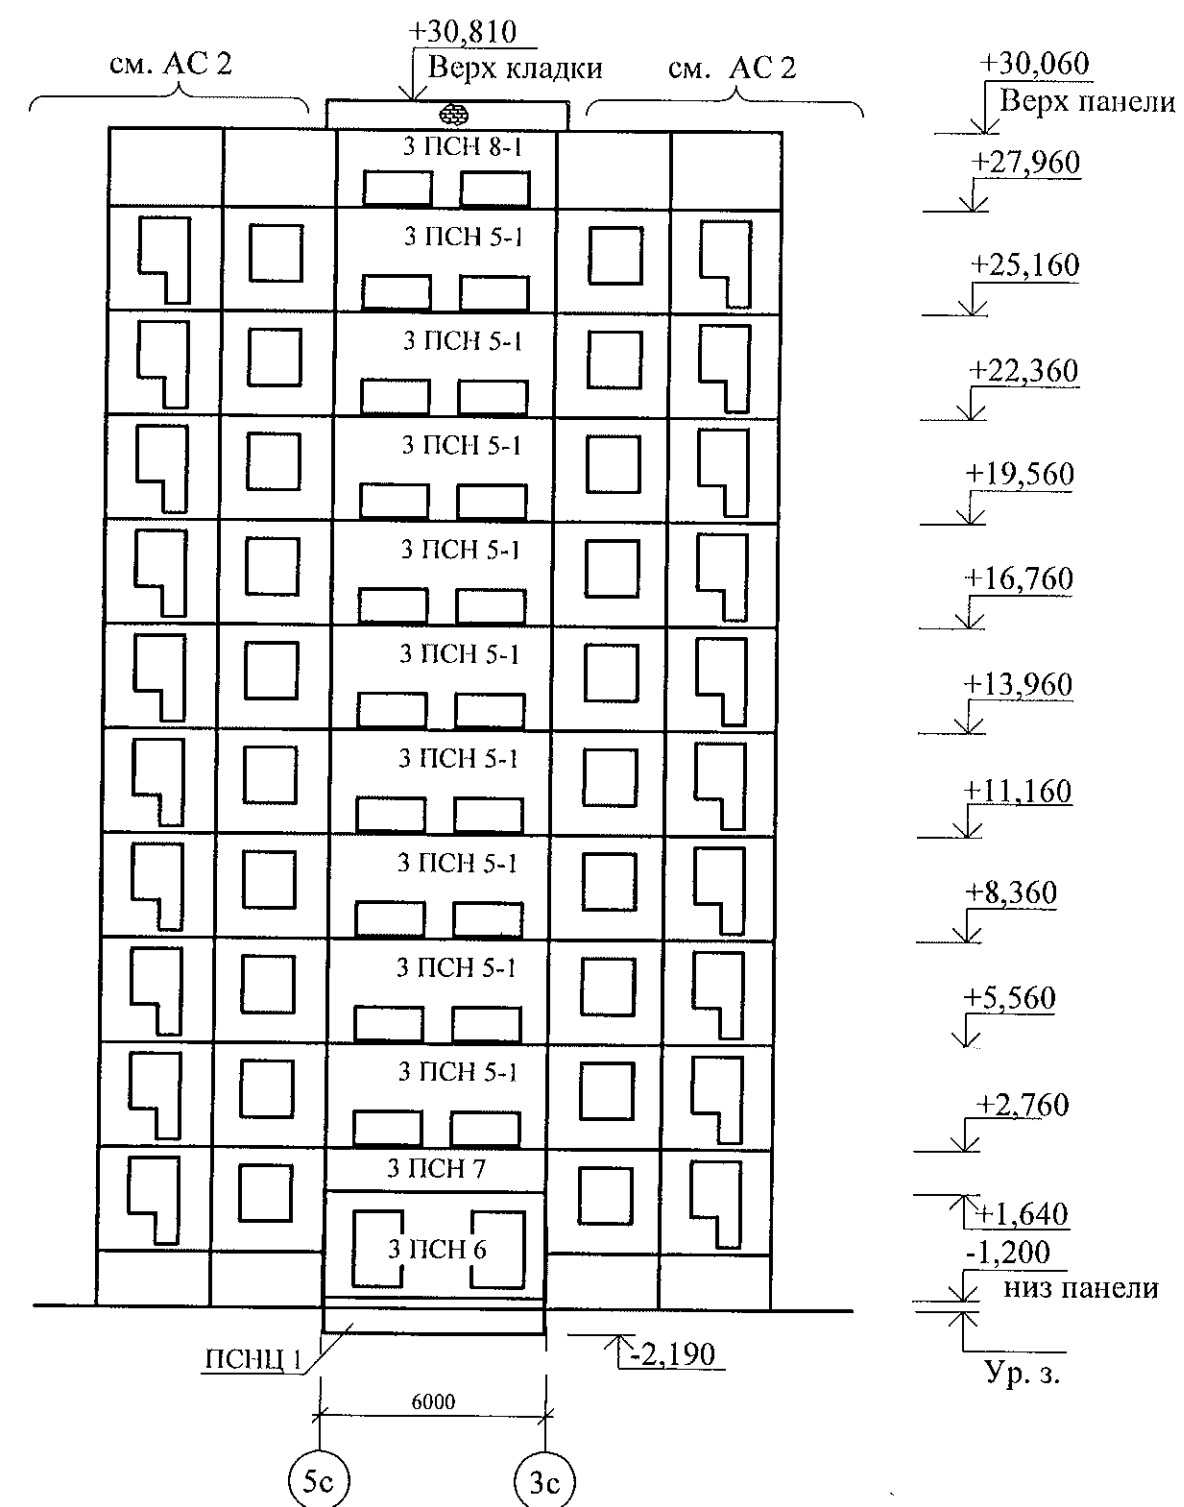 +30,810
Верх кладки
см. АС 2
см. АС 2
+30,060
Верх панели
3 ПСН 8-1
+27,960
3 ПСН 5-1
+25,160
3 ПСН 5-1
+22,360
3 ПСН 5-1
+19,560
3 ПСН 5-1
+16,760
3 ПСН 5-1
+13,960
3 ПСН 5-1
+11,160
3 ПСН 5-1
+8,360
3 ПСН 5-1
+5,560
3 ПСН 5-1
+2,760
3 ПСН 7
+1,640
3 ПСН 6
-1,200
низ панели
ПСНЦ 1
-2,190
Ур. з.
6000
5с
3с